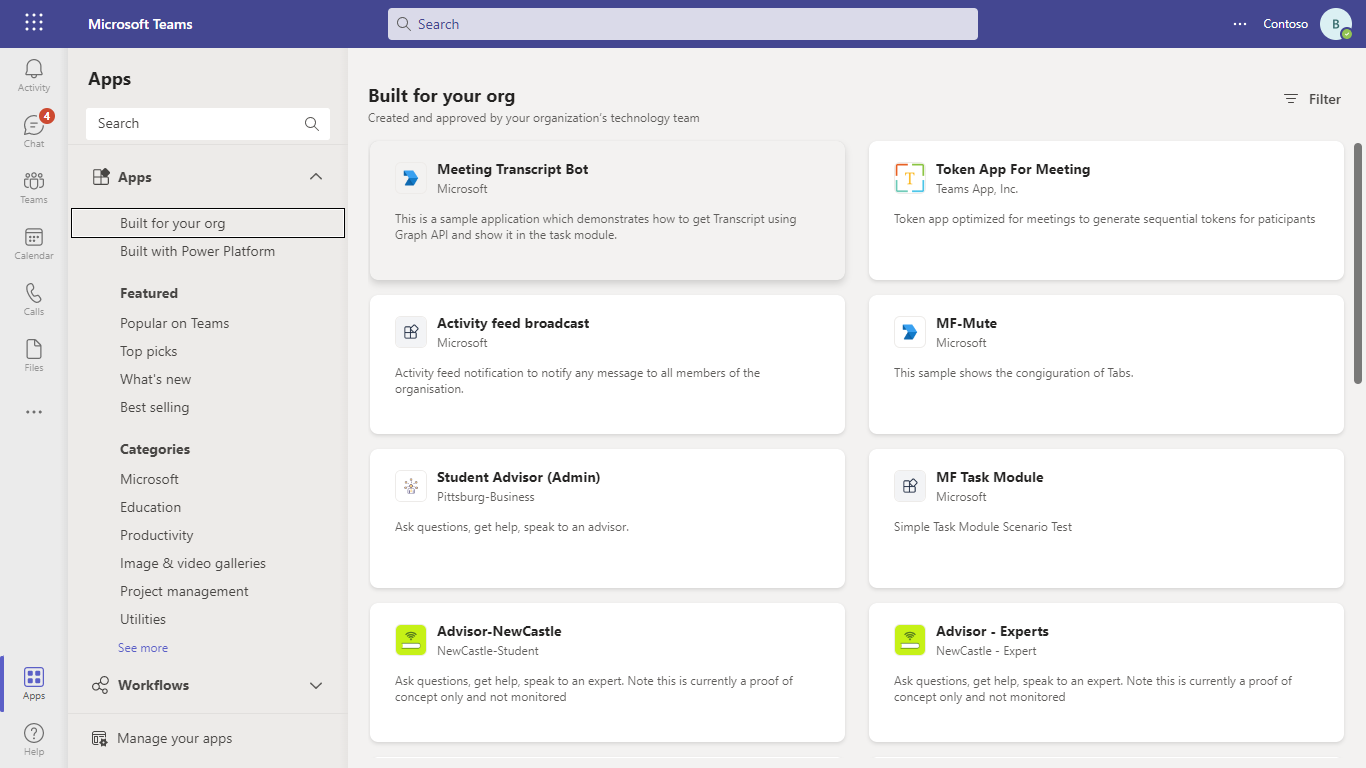 Microsoft Teams
Search
Contoso
B
Activity
4
Chat
Teams
Calendar
Calls
Files
Apps
Help
Apps
Search
Apps
Built for your org
Built with Power Platform
Featured
Popular on Teams
Top picks
What's new
Best selling
Categories
Microsoft
Education
Productivity
Image & video galleries
Project management
Utilities
See more
Workflows
Manage your apps
Built for your org
Created and approved by your organization's technology team
Filter
Meeting Transcript Bot
Microsoft
This is a sample application which demonstrates how to get Transcript using
Graph API and show it in the task module.
T
Token App For Meeting
Teams App, Inc.
Token app optimized for meetings to generate sequential tokens for paticipants
Activity feed broadcast
Microsoft
Activity feed notification to notify any message to all members of the
organisation.
MF-Mute
Microsoft
This sample shows the congiguration of Tabs.
Student Advisor (Admin)
Pittsburg-Business
Ask questions, get help, speak to an advisor.
MF Task Module
Microsoft
Simple Task Module Scenario Test
Advisor-NewCastle
NewCastle-Student
Ask questions, get help, speak to an expert. Note this is currently a proof of
concept only and not monitored
Advisor - Experts
NewCastle - Expert
Ask questions, get help, speak to an expert. Note this is currently a proof of
concept only and not monitored